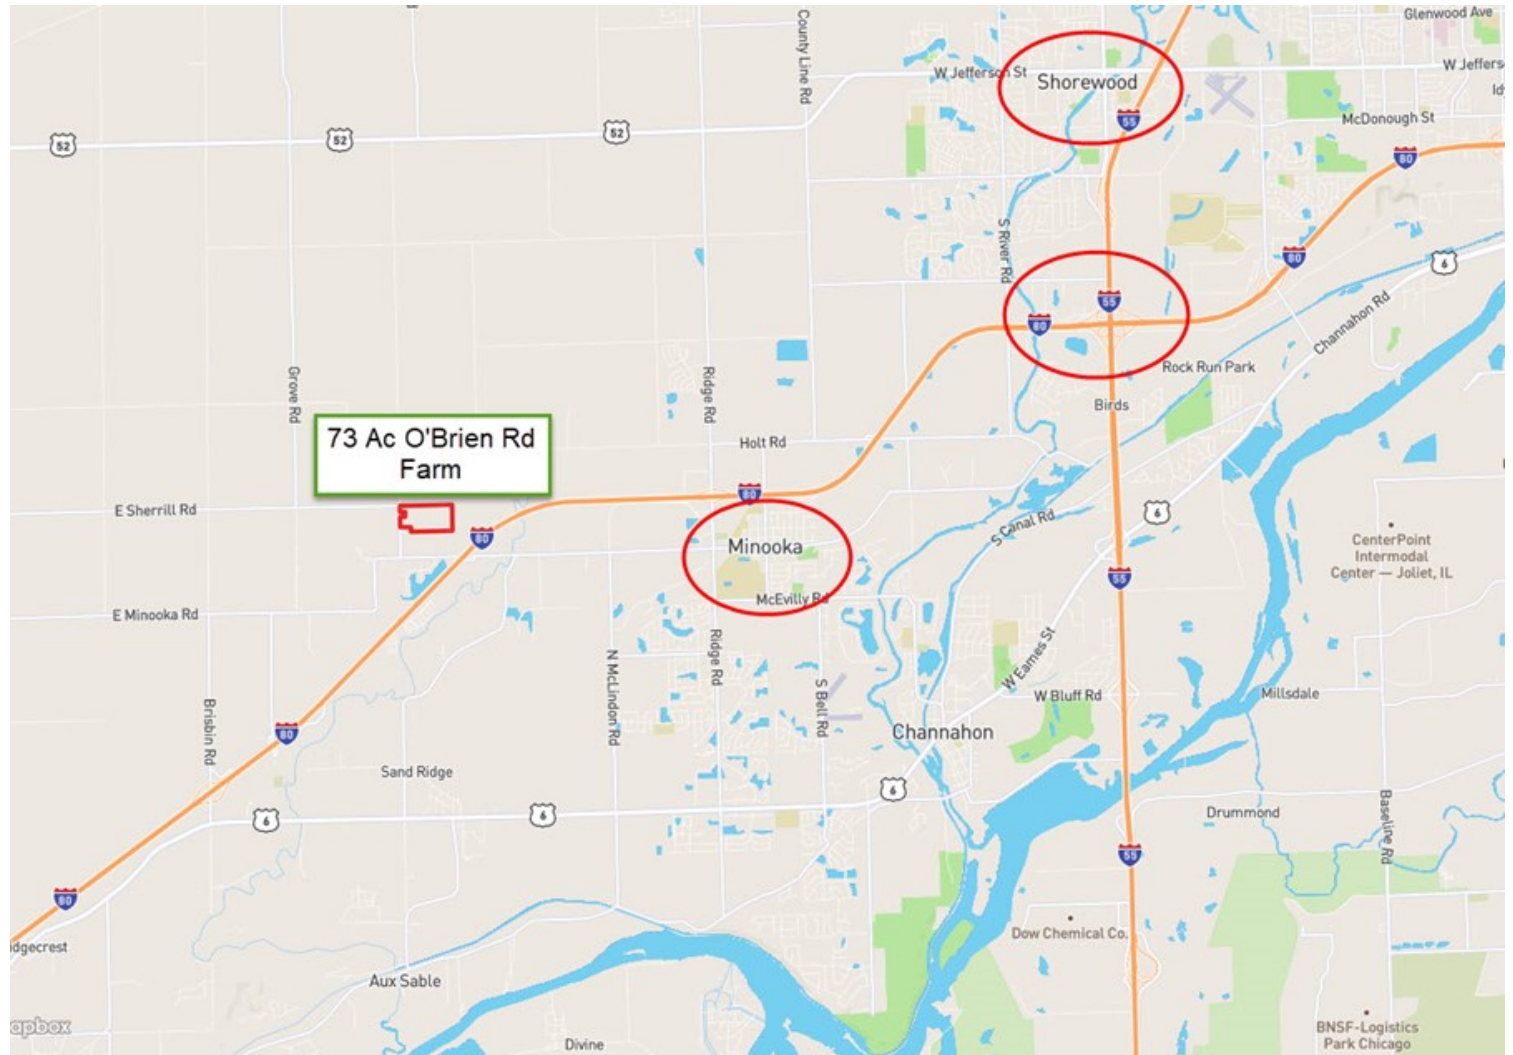 Glenwood Ave
County Line Rd
W Jefferson St
Shorewood
W Jeffers
Id
55
McDonough St
52
52
52
80
S River Rd
6
80
55
80
Channahon Rd
Rock Run Park
Grove Rd
Ridge Rd
Birds
73 Ac O'Brien Rd
Farm
Holt Rd
80
E Sherrill Rd
6
80
S Canal Rd
Minooka
CenterPoint
Intermodal
Center — Joliet, IL
55
McEvilly Rd
E Minooka Rd
Ridge Rd
N McLindon Rd
W Eames St
S Bell Rd
W Bluff Rd
Millsdale
Brisbin Rd
80
Channahon
Sand Ridge
6
6
6
Drummond
Baseline Rd
55
80
Dow Chemical Co.
dgecrest
Aux Sable
apbox
BNSF-Logistics
Park Chicago
Divine